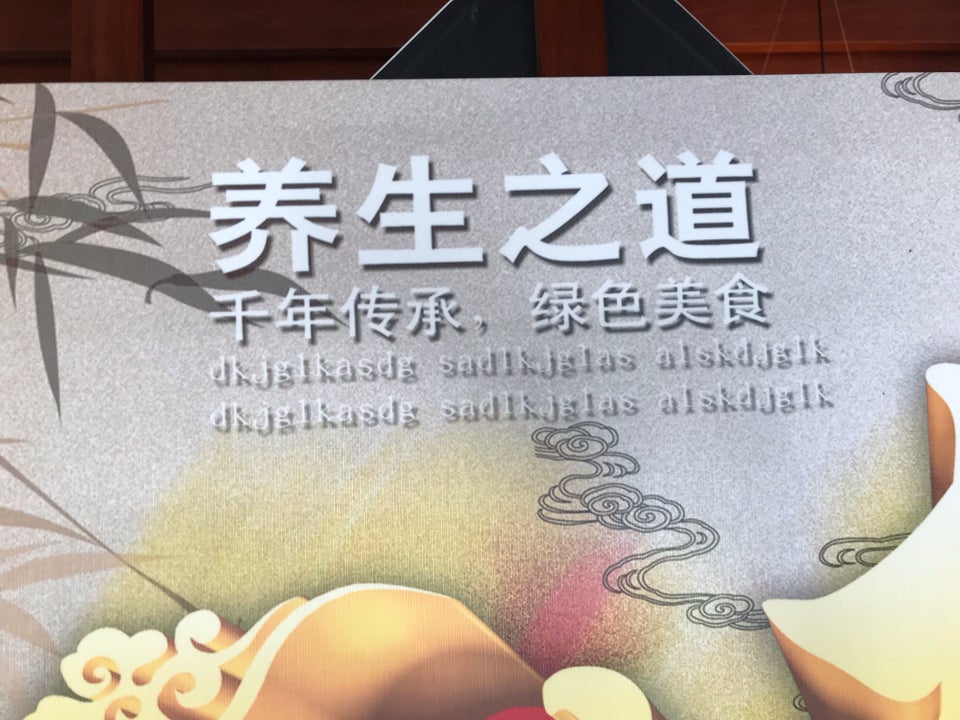 养生之道
千年传承，绿色美食
dkjglkasdg sadlkjglas alskdjglk
dkjglkasdg sadlkjglas alskdjglk